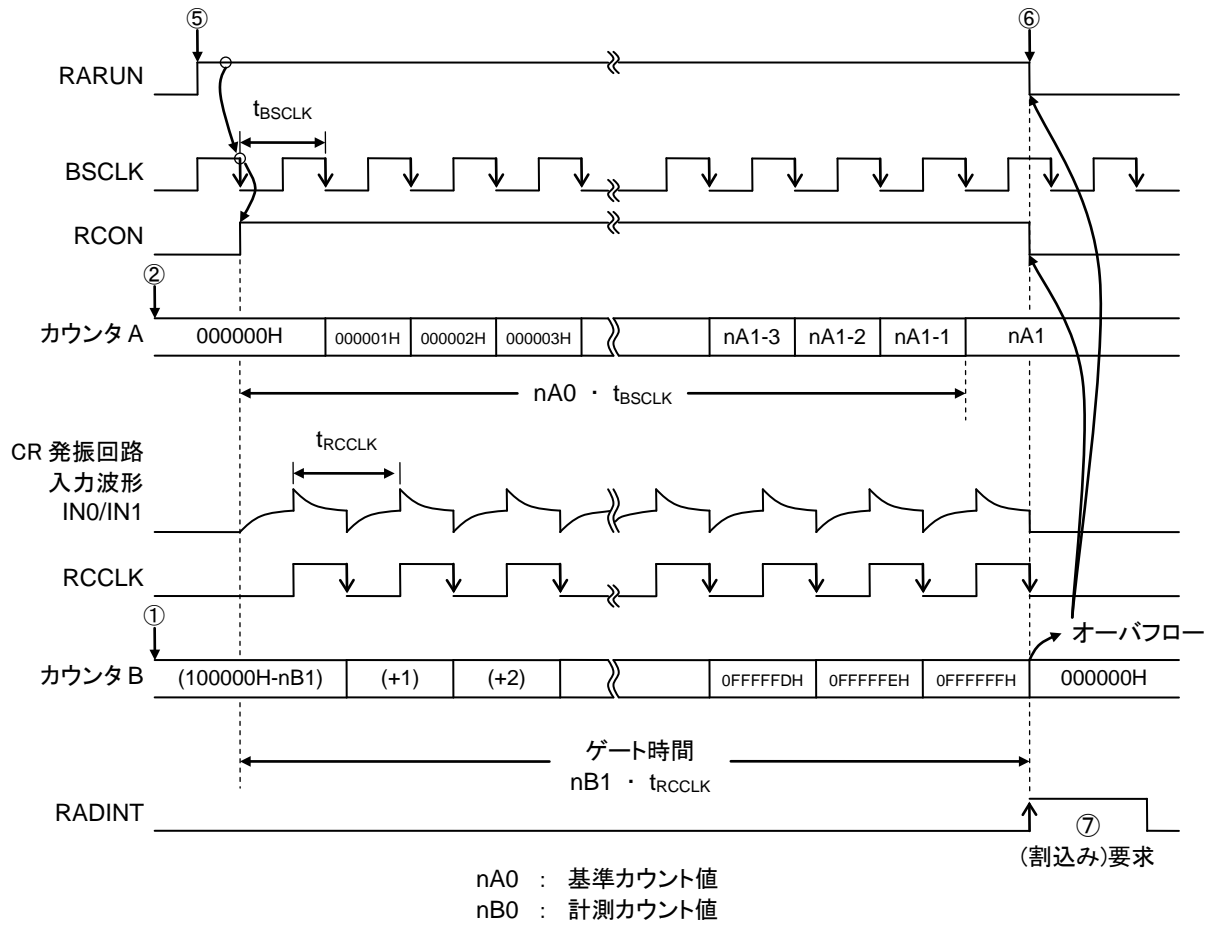 ⑤ ⑥
RARUN
tBSCLK
BSCLK
RCON
②
カウンタ A 000000H 000001H 000002H 000003H nA1-3 nA1-2 nA1-1 nA1
nA0 ・ tBSCLK
CR 発振回路
入力波形
IN0/IN1
tRCCLK
RCCLK
①
オーバフロー
カウンタ B (100000H-nB1) (+1) (+2) 0FFFFFDH 0FFFFFEH 0FFFFFFH 000000H
ゲート時間
nB1 ・ tRCCLK
RADINT
⑦
(割込み)要求
nA0 : 基準カウント値
nB0 : 計測カウント値